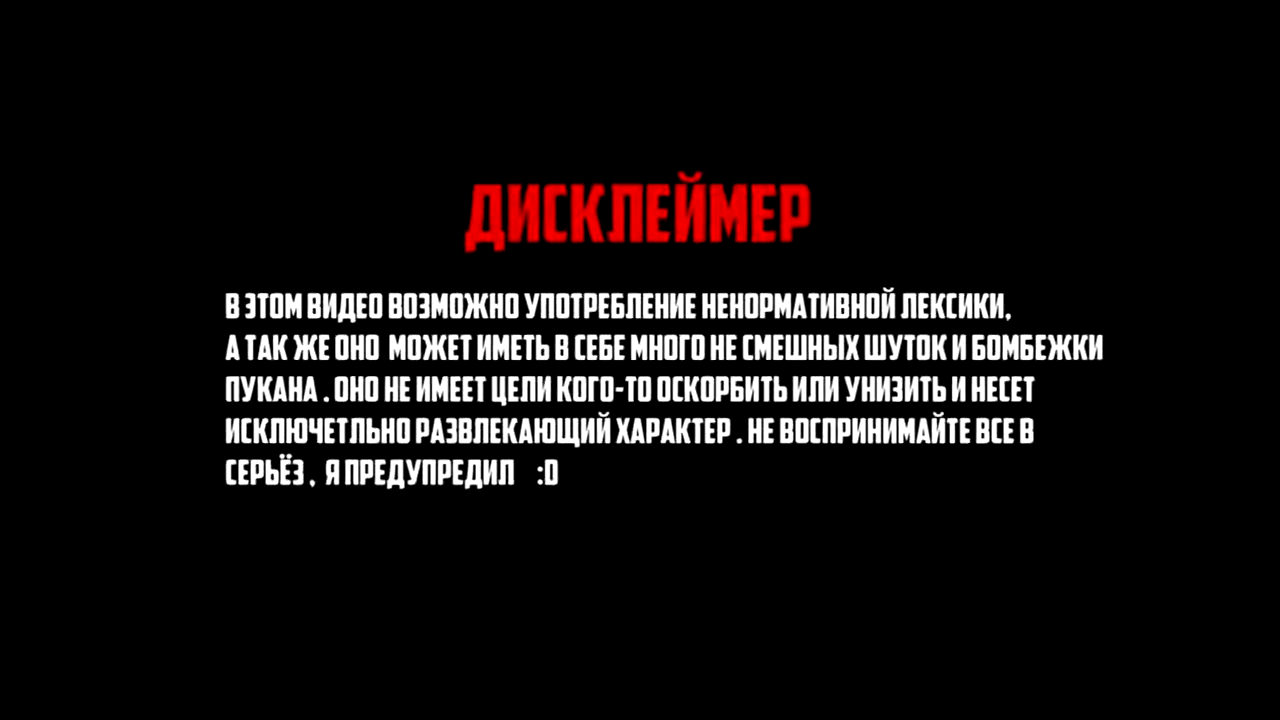 ДИСКЛЕЙМЕР
В ЭТОМ ВИДЕО ВОЗМОЖНО УПОТРЕБЛЕНИЕ НЕНОРМАТИВНОЙ ЛЕКСИКИ,
А ТАК ЖЕ ОНО МОЖЕТ ИМЕТЬ В СЕБЕ МНОГО НЕ СМЕШНЫХ ШУТОК И БОМБЕЖКИ
ПУКАНА . ОНО НЕ ИМЕЕТ ЦЕЛИ КОГО-ТО ОСКОРБИТЬ ИЛИ УНИЗИТЬ И НЕСЕТ
ИСКЛЮЧЕТЛЬНО РАЗВЛЕКАЮЩИЙ ХАРАКТЕР . НЕ ВОСПРИНИМАЙТЕ ВСЕ В
СЕРЬЁЗ , Я ПРЕДУПРЕДИЛ :D